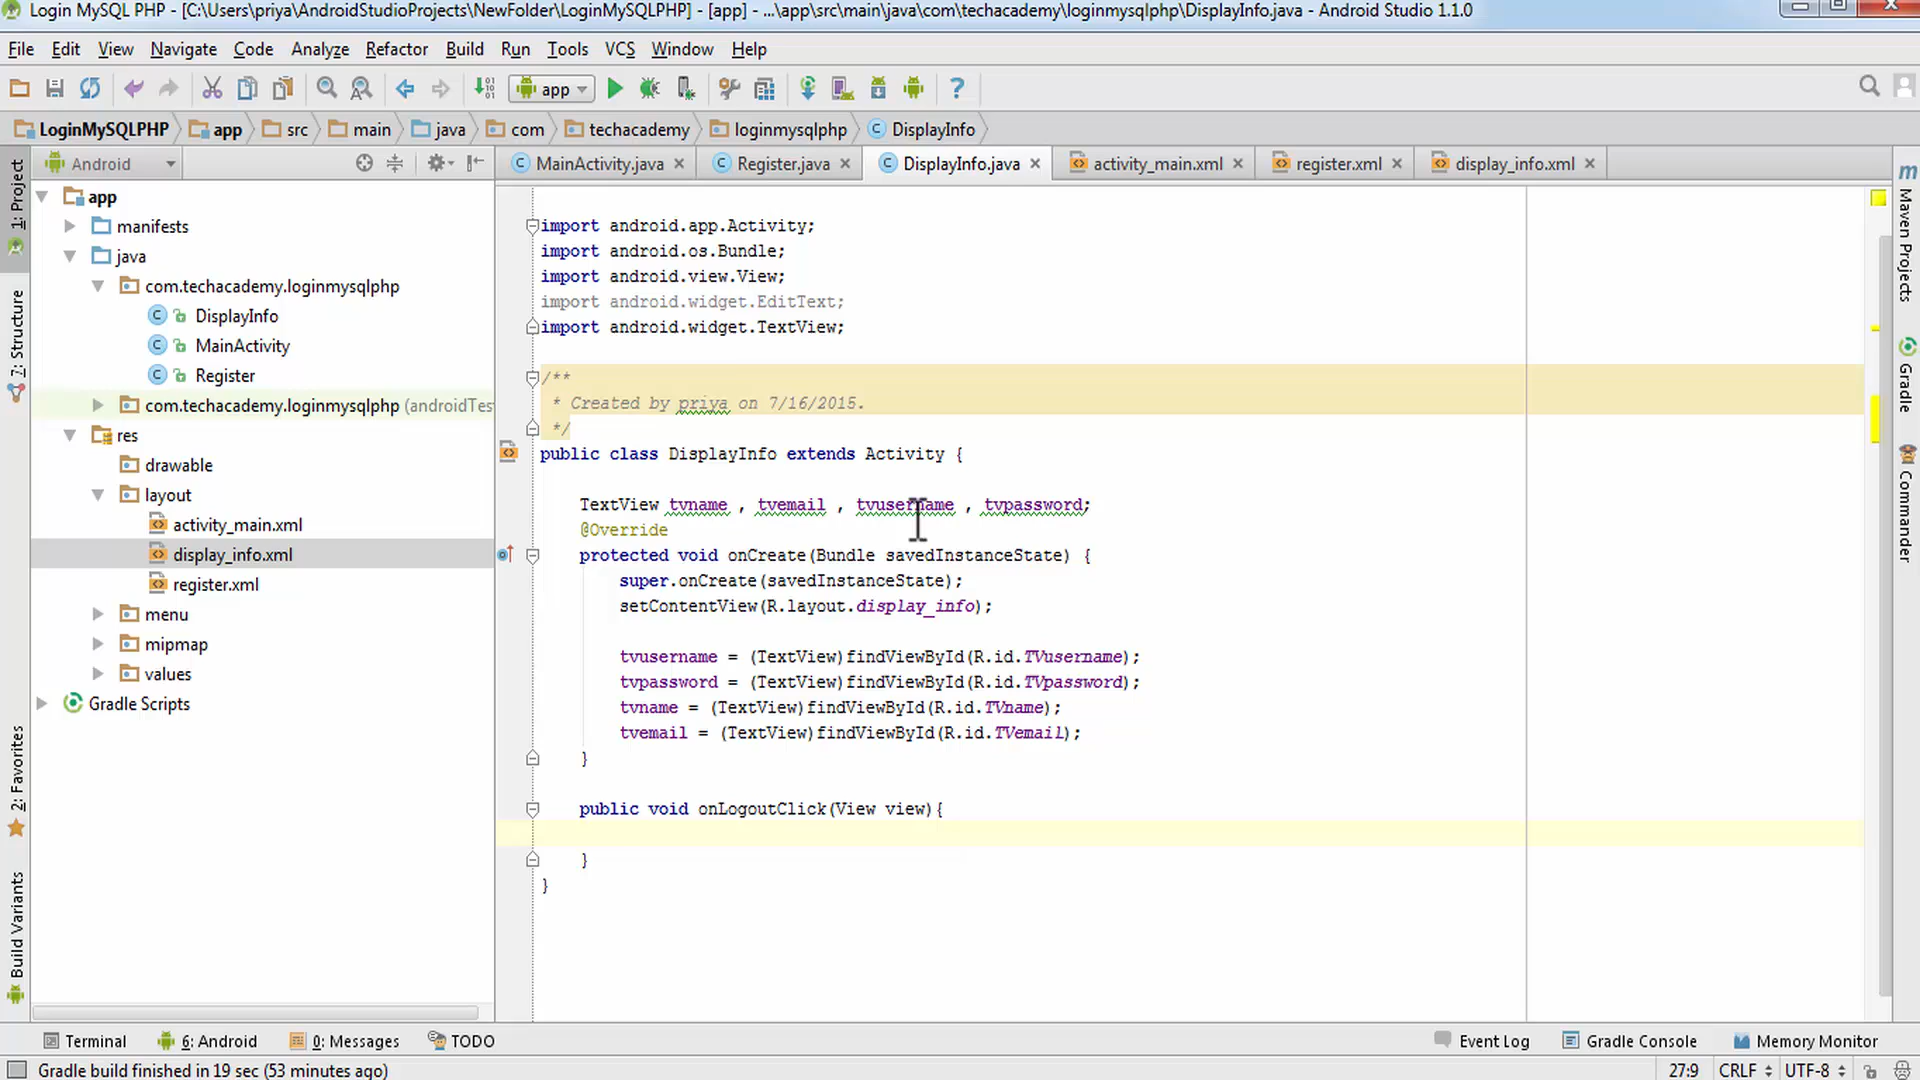 Login MySQL PHP - [C:\Users\priya\AndroidStudioProjects\NewFolder\LoginMySQLPHP] - [app] - ...\app\src\main\java\com\techacademy\loginmysqlphp\DisplayInfo.java - Android Studio 1.1.0
File Edit View Navigate Code Analyze Refactor Build Run Tools VCS Window Help
app
LoginMySQLPHP app src main java com techacademy loginmysqlphp DisplayInfo
Android
MainActivity.java Register.java DisplayInfo.java activity_main.xml register.xml display_info.xml
1: Project
7: Structure
2: Favorites
Build Variants
app
manifests
java
com.techacademy.loginmysqlphp
DisplayInfo
MainActivity
Register
com.techacademy.loginmysqlphp (androidTes
res
drawable
layout
activity_main.xml
display_info.xml
register.xml
menu
mipmap
values
Gradle Scripts
import android.app.Activity;
import android.os.Bundle;
import android.view.View;
import android.widget.EditText;
import android.widget.TextView;
/**
* Created by priya on 7/16/2015.
*/
public class DisplayInfo extends Activity {
TextView tvname , tvemail , tvusername , tvpassword;
@Override
protected void onCreate(Bundle savedInstanceState) {
super.onCreate(savedInstanceState);
setContentView(R.layout.display_info);
tvusername = (TextView)findViewById(R.id.TVusername);
tvpassword = (TextView)findViewById(R.id.TVpassword);
tvname = (TextView)findViewById(R.id.TVname);
tvemail = (TextView)findViewById(R.id.TVemail);
}
public void onLogoutClick(View view){
}
}
m Maven Projects
Gradle
Commander
Terminal 6: Android 0: Messages TODO Event Log Gradle Console Memory Monitor
Gradle build finished in 19 sec (53 minutes ago) 27:9 CRLF UTF-8